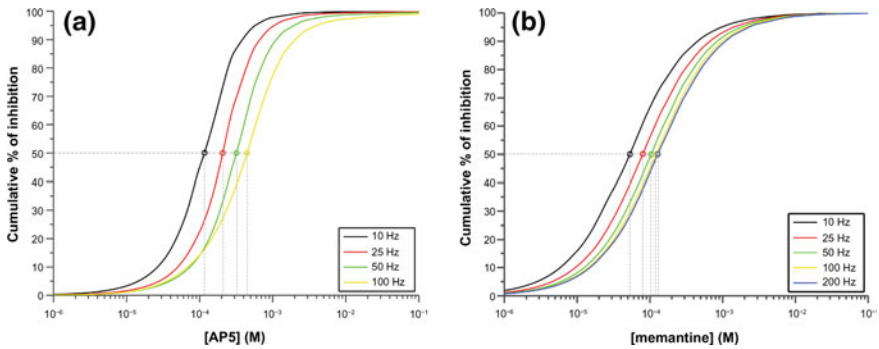 (a)
Cumulative % of inhibition
100
90
80
70
60
50
40
30
20
10
0
10 Hz
25 Hz
50 Hz
100 Hz
10⁻⁶
10⁻⁵
10⁻⁴
10⁻³
10⁻²
10⁻¹
[AP5] (M)
(b)
Cumulative % of inhibition
100
90
80
70
60
50
40
30
20
10
0
10 Hz
25 Hz
50 Hz
100 Hz
200 Hz
10⁻⁶
10⁻⁵
10⁻⁴
10⁻³
10⁻²
10⁻¹
[memantine] (M)